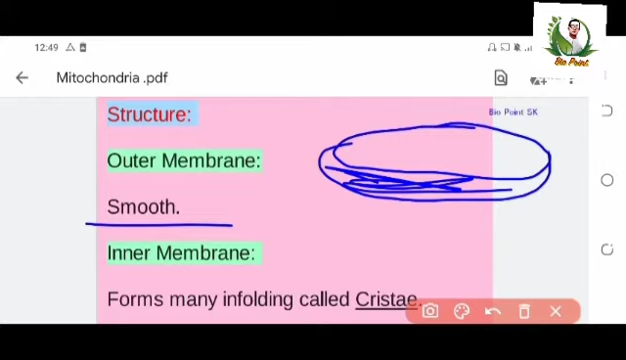 12:49
Bio Point
Mitochondria .pdf
Structure:
Bio Point SK
Outer Membrane:
Smooth.
Inner Membrane:
Forms many infolding called Cristae.